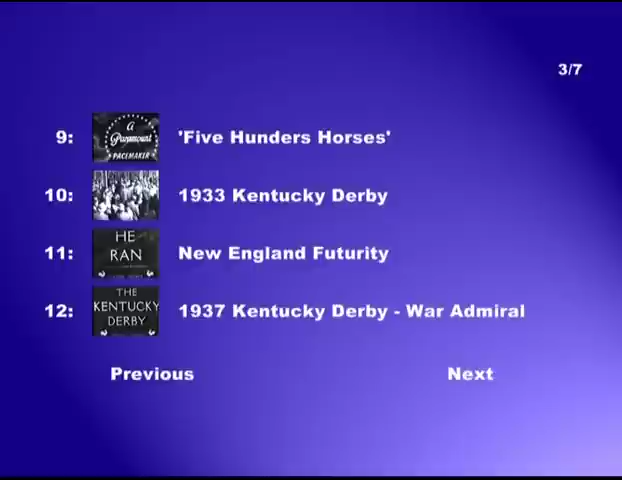 3/7
9: A Paramount PACEMAKER 'Five Hunders Horses'
10: 1933 Kentucky Derby
11: HE RAN New England Futurity
12: THE KENTUCKY DERBY 1937 Kentucky Derby - War Admiral
Previous Next